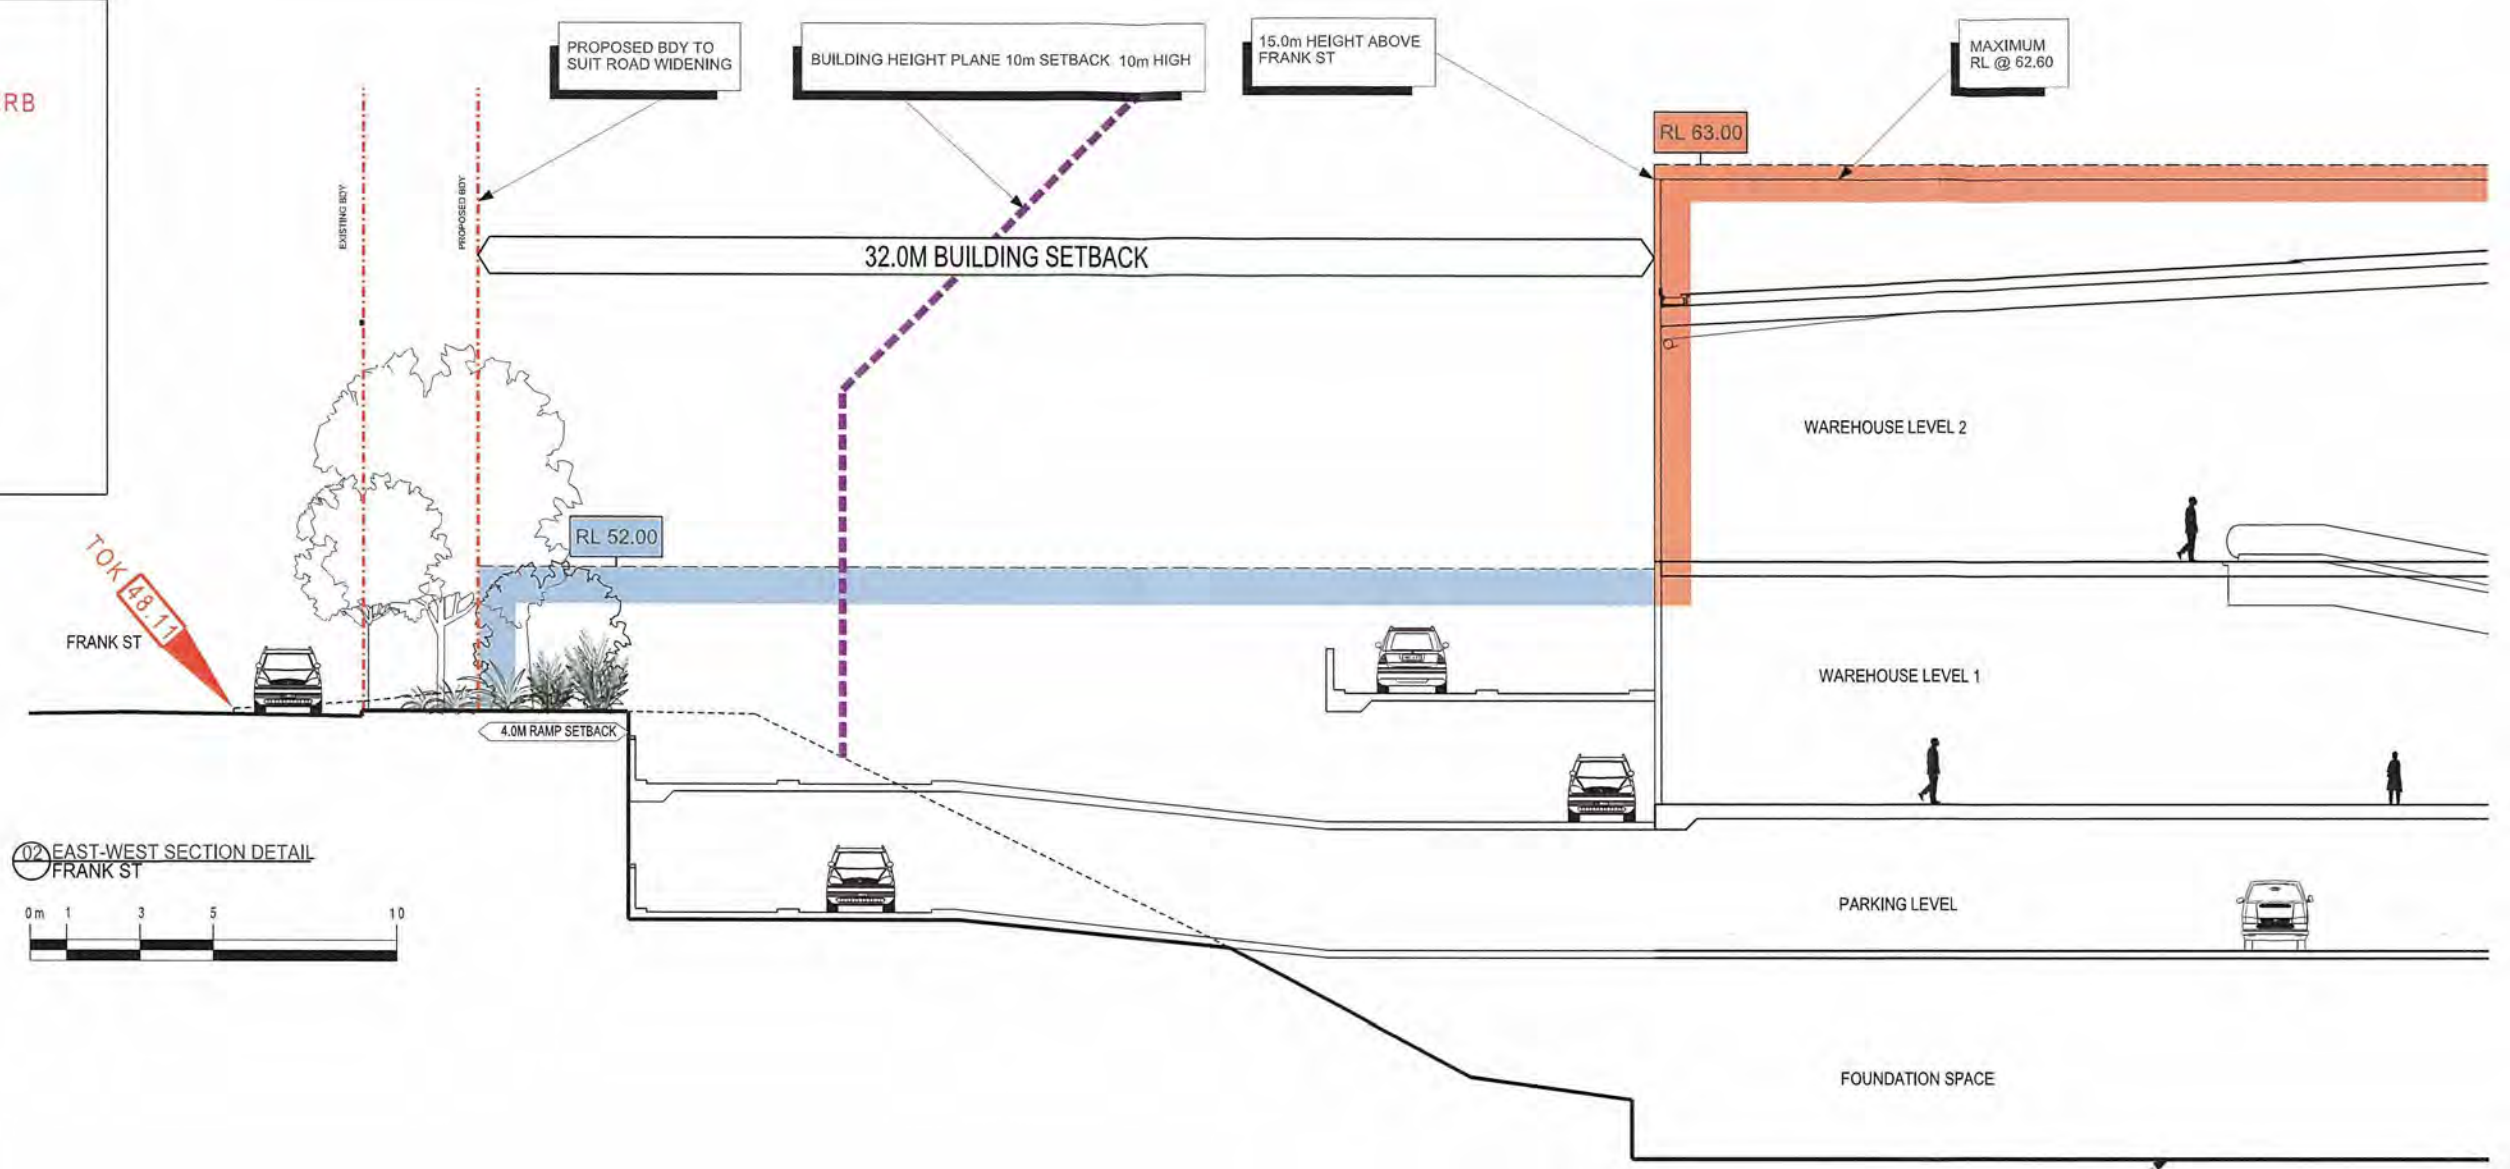 RB
PROPOSED BDY TO
SUIT ROAD WIDENING
BUILDING HEIGHT PLANE 10m SETBACK 10m HIGH
15.0m HEIGHT ABOVE
FRANK ST
MAXIMUM
RL @ 62.60
RL 63.00
EXISTING BDY
PROPOSED BDY
32.0M BUILDING SETBACK
WAREHOUSE LEVEL 2
RL 52.00
TOK 48.11
FRANK ST
WAREHOUSE LEVEL 1
4.0M RAMP SETBACK
02 EAST-WEST SECTION DETAIL
FRANK ST
0m 1 3 5 10
PARKING LEVEL
FOUNDATION SPACE